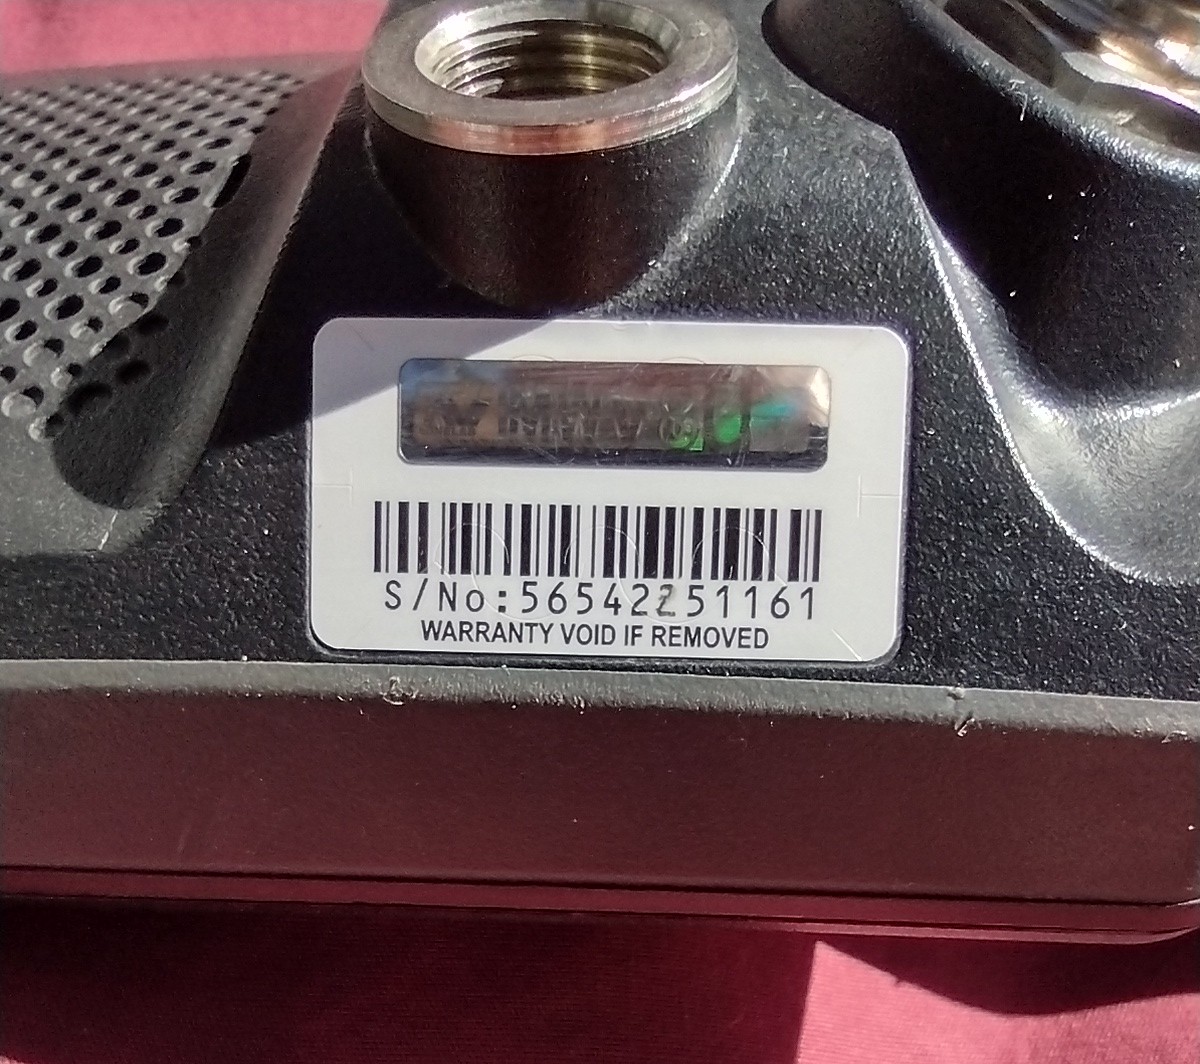 S/No:56542251161
WARRANTY VOID IF REMOVED